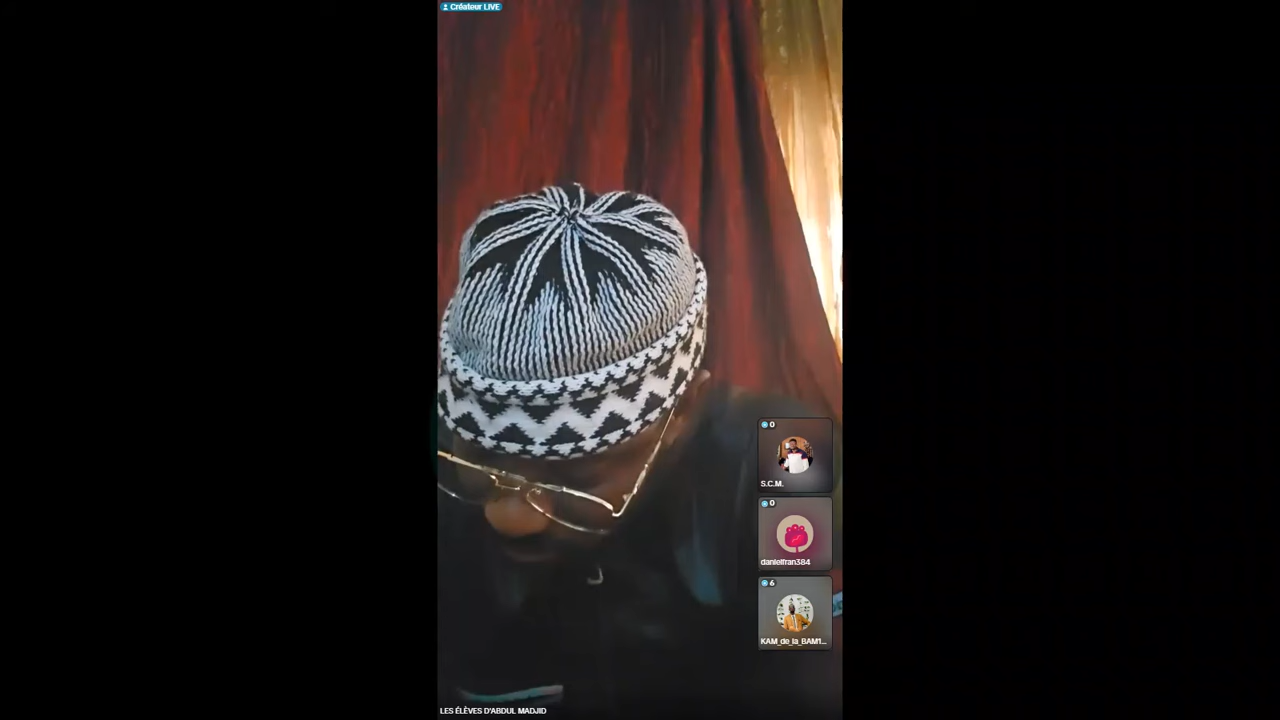 Créateur LIVE
0
S.C.M.
0
danielfran384
6
KAM_de_la_BAM1...
LES ÉLÈVES D'ABDUL MADJID